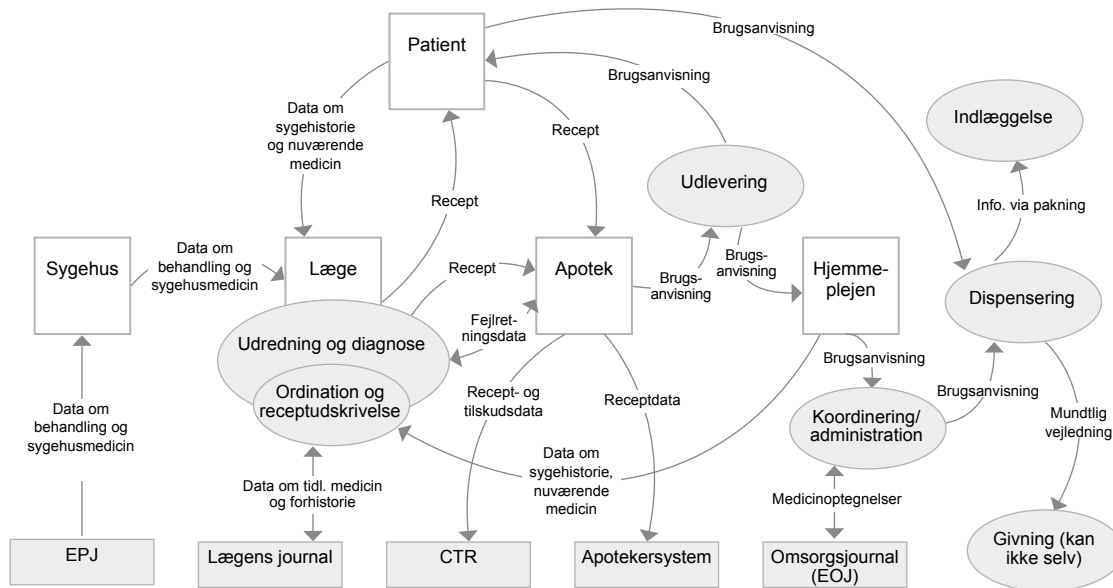 Patient
Brugsanvisning
Brugsanvisning
Data om
sygehistorie
og nuværende
medicin
Recept
Indlæggelse
Udlevering
Recept
Info. via pakning
Sygehus
Data om
behandling og
sygehusmedicin
Læge
Recept
Apotek
Brugs-
anvisning
Brugs-
anvisning
Hjemme-
plejen
Dispensering
Udredning og diagnose
Fejlret-
ningsdata
Ordination og
receptudskrivelse
Recept- og
tilskudsdata
Receptdata
Brugsanvisning
Brugsanvisning
Koordinering/
administration
Mundtlig
vejledning
Data om
behandling og
sygehusmedicin
Data om tidl. medicin
og forhistorie
Data om
sygehistorie,
nuværende
medicin
Medicinoptegnelser
EPJ
Lægens journal
CTR
Apotekersystem
Omsorgsjournal
(EOJ)
Givning (kan
ikke selv)